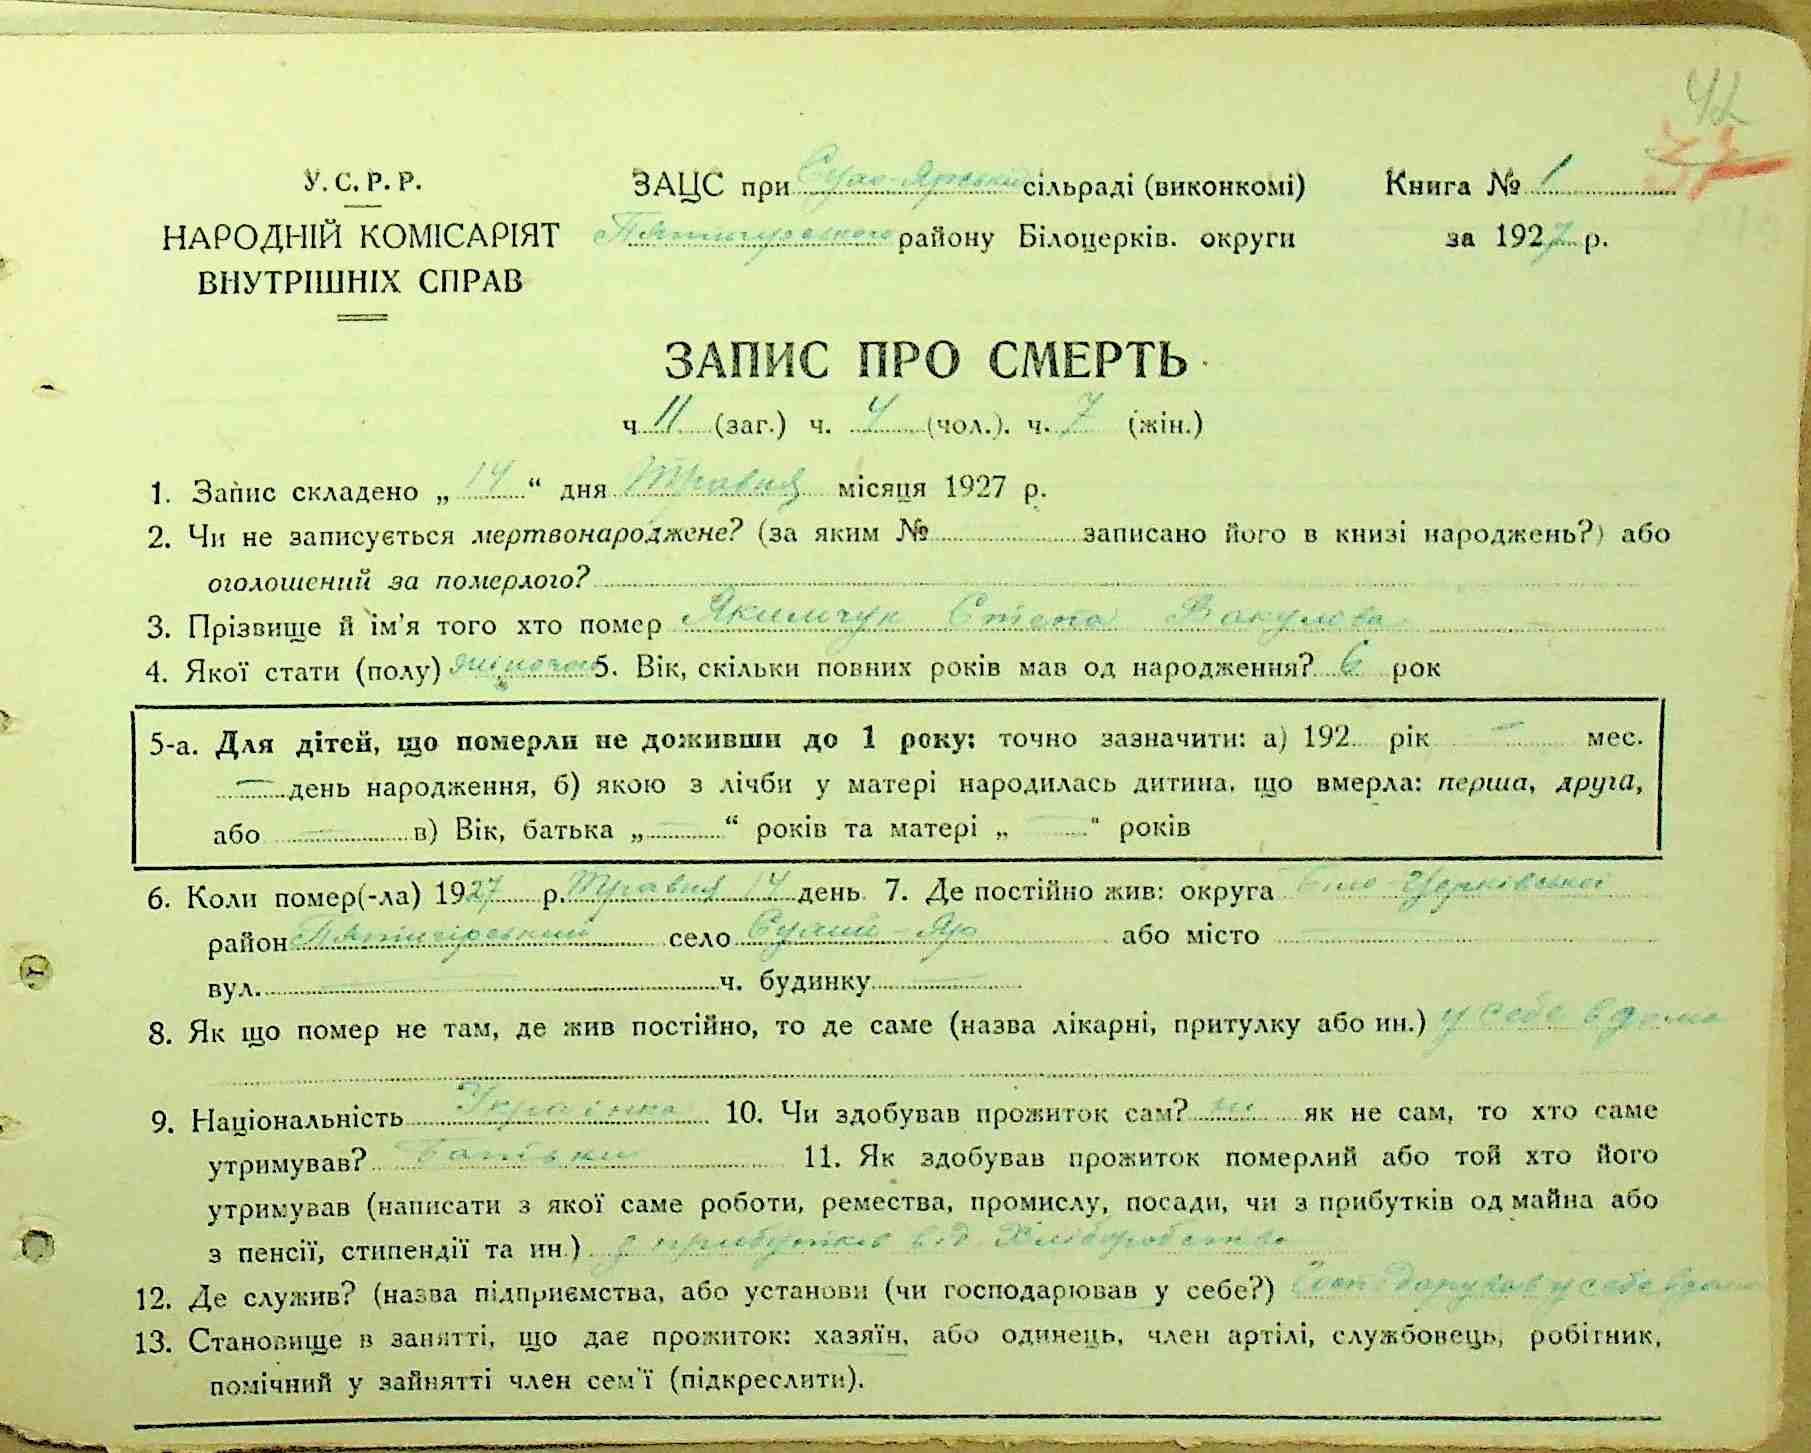 42
У.С.Р.Р.
НАРОДНІЙ КОМІСАРІЯТ
ВНУТРІШНІХ СПРАВ
ЗАЦС при Сухо-Ярській сільраді (виконкомі)
Пятигорського району Білоцерків. округи
Книга № 1
за 1927 р.
ЗАПИС ПРО СМЕРТЬ
ч 11 (заг.) ч. 4 (чол.). ч. 7 (жін.)
1. Запис складено „14“ дня Травня місяця 1927 р.
2. Чи не записується мертвонароджене? (за яким № записано його в книзі народжень?) або
оголошений за померлого?
3. Прізвище й ім'я того хто помер Якимчук Степа Вакулова
4. Якої стати (полу) жіночої 5. Вік, скільки повних років мав од народження? 6 рок
5-а. Для дітей, що померли не доживши до 1 року: точно зазначити: а) 192 рік — мес.
— день народження, б) якою з лічби у матері народилась дитина, що вмерла: перша, друга,
або — в) Вік, батька „—“ років та матері „—“ років
6. Коли помер(-ла) 1927 р. Травня 14 день 7. Де постійно жив: округа Біло-Церківської
район Пятигірський село Сухий-Яр або місто —
вул. — ч. будинку —
8. Як що помер не там, де жив постійно, то де саме (назва лікарні, притулку або ин.) у себе вдома
9. Національність Українка 10. Чи здобував прожиток сам? ні як не сам, то хто саме
утримував? Батьки 11. Як здобував прожиток померлий або той хто його
утримував (написати з якої саме роботи, ремества, промислу, посади, чи з прибутків од майна або
з пенсії, стипендії та ин.) з прибутків від Хліборобства
12. Де служив? (назва підприємства, або установи (чи господарював у себе?) Господарував у себе вдома
13. Становище в занятті, що дає прожиток: хазяїн, або одинець, член артілі, службовець, робітник,
помічний у зайнятті член сем'ї (підкреслити).